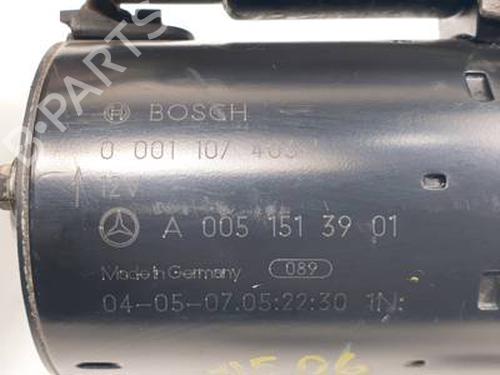 B-PARTS
BOSCH
0 001 107 403
12V
A 005 151 39 01
Made in Germany 089
04-05-07.05:22:30 1N: